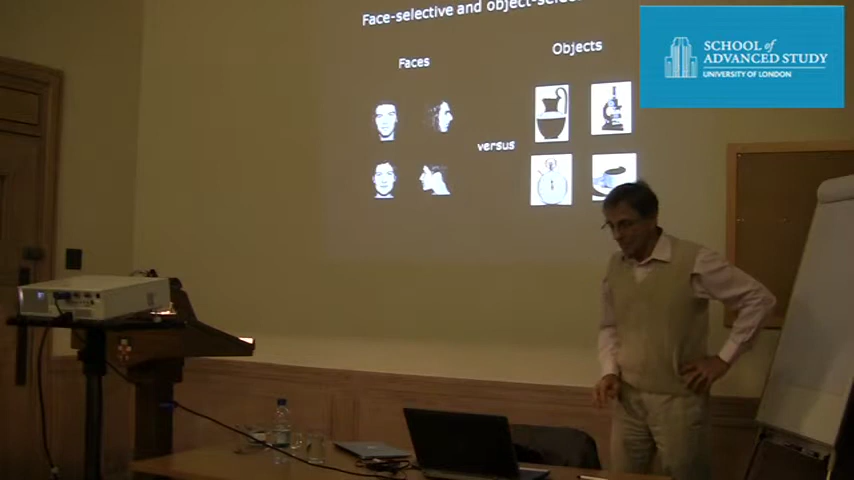 Face-selective and object-selec
Faces
Objects
versus
SCHOOL of
ADVANCED STUDY
UNIVERSITY OF LONDON